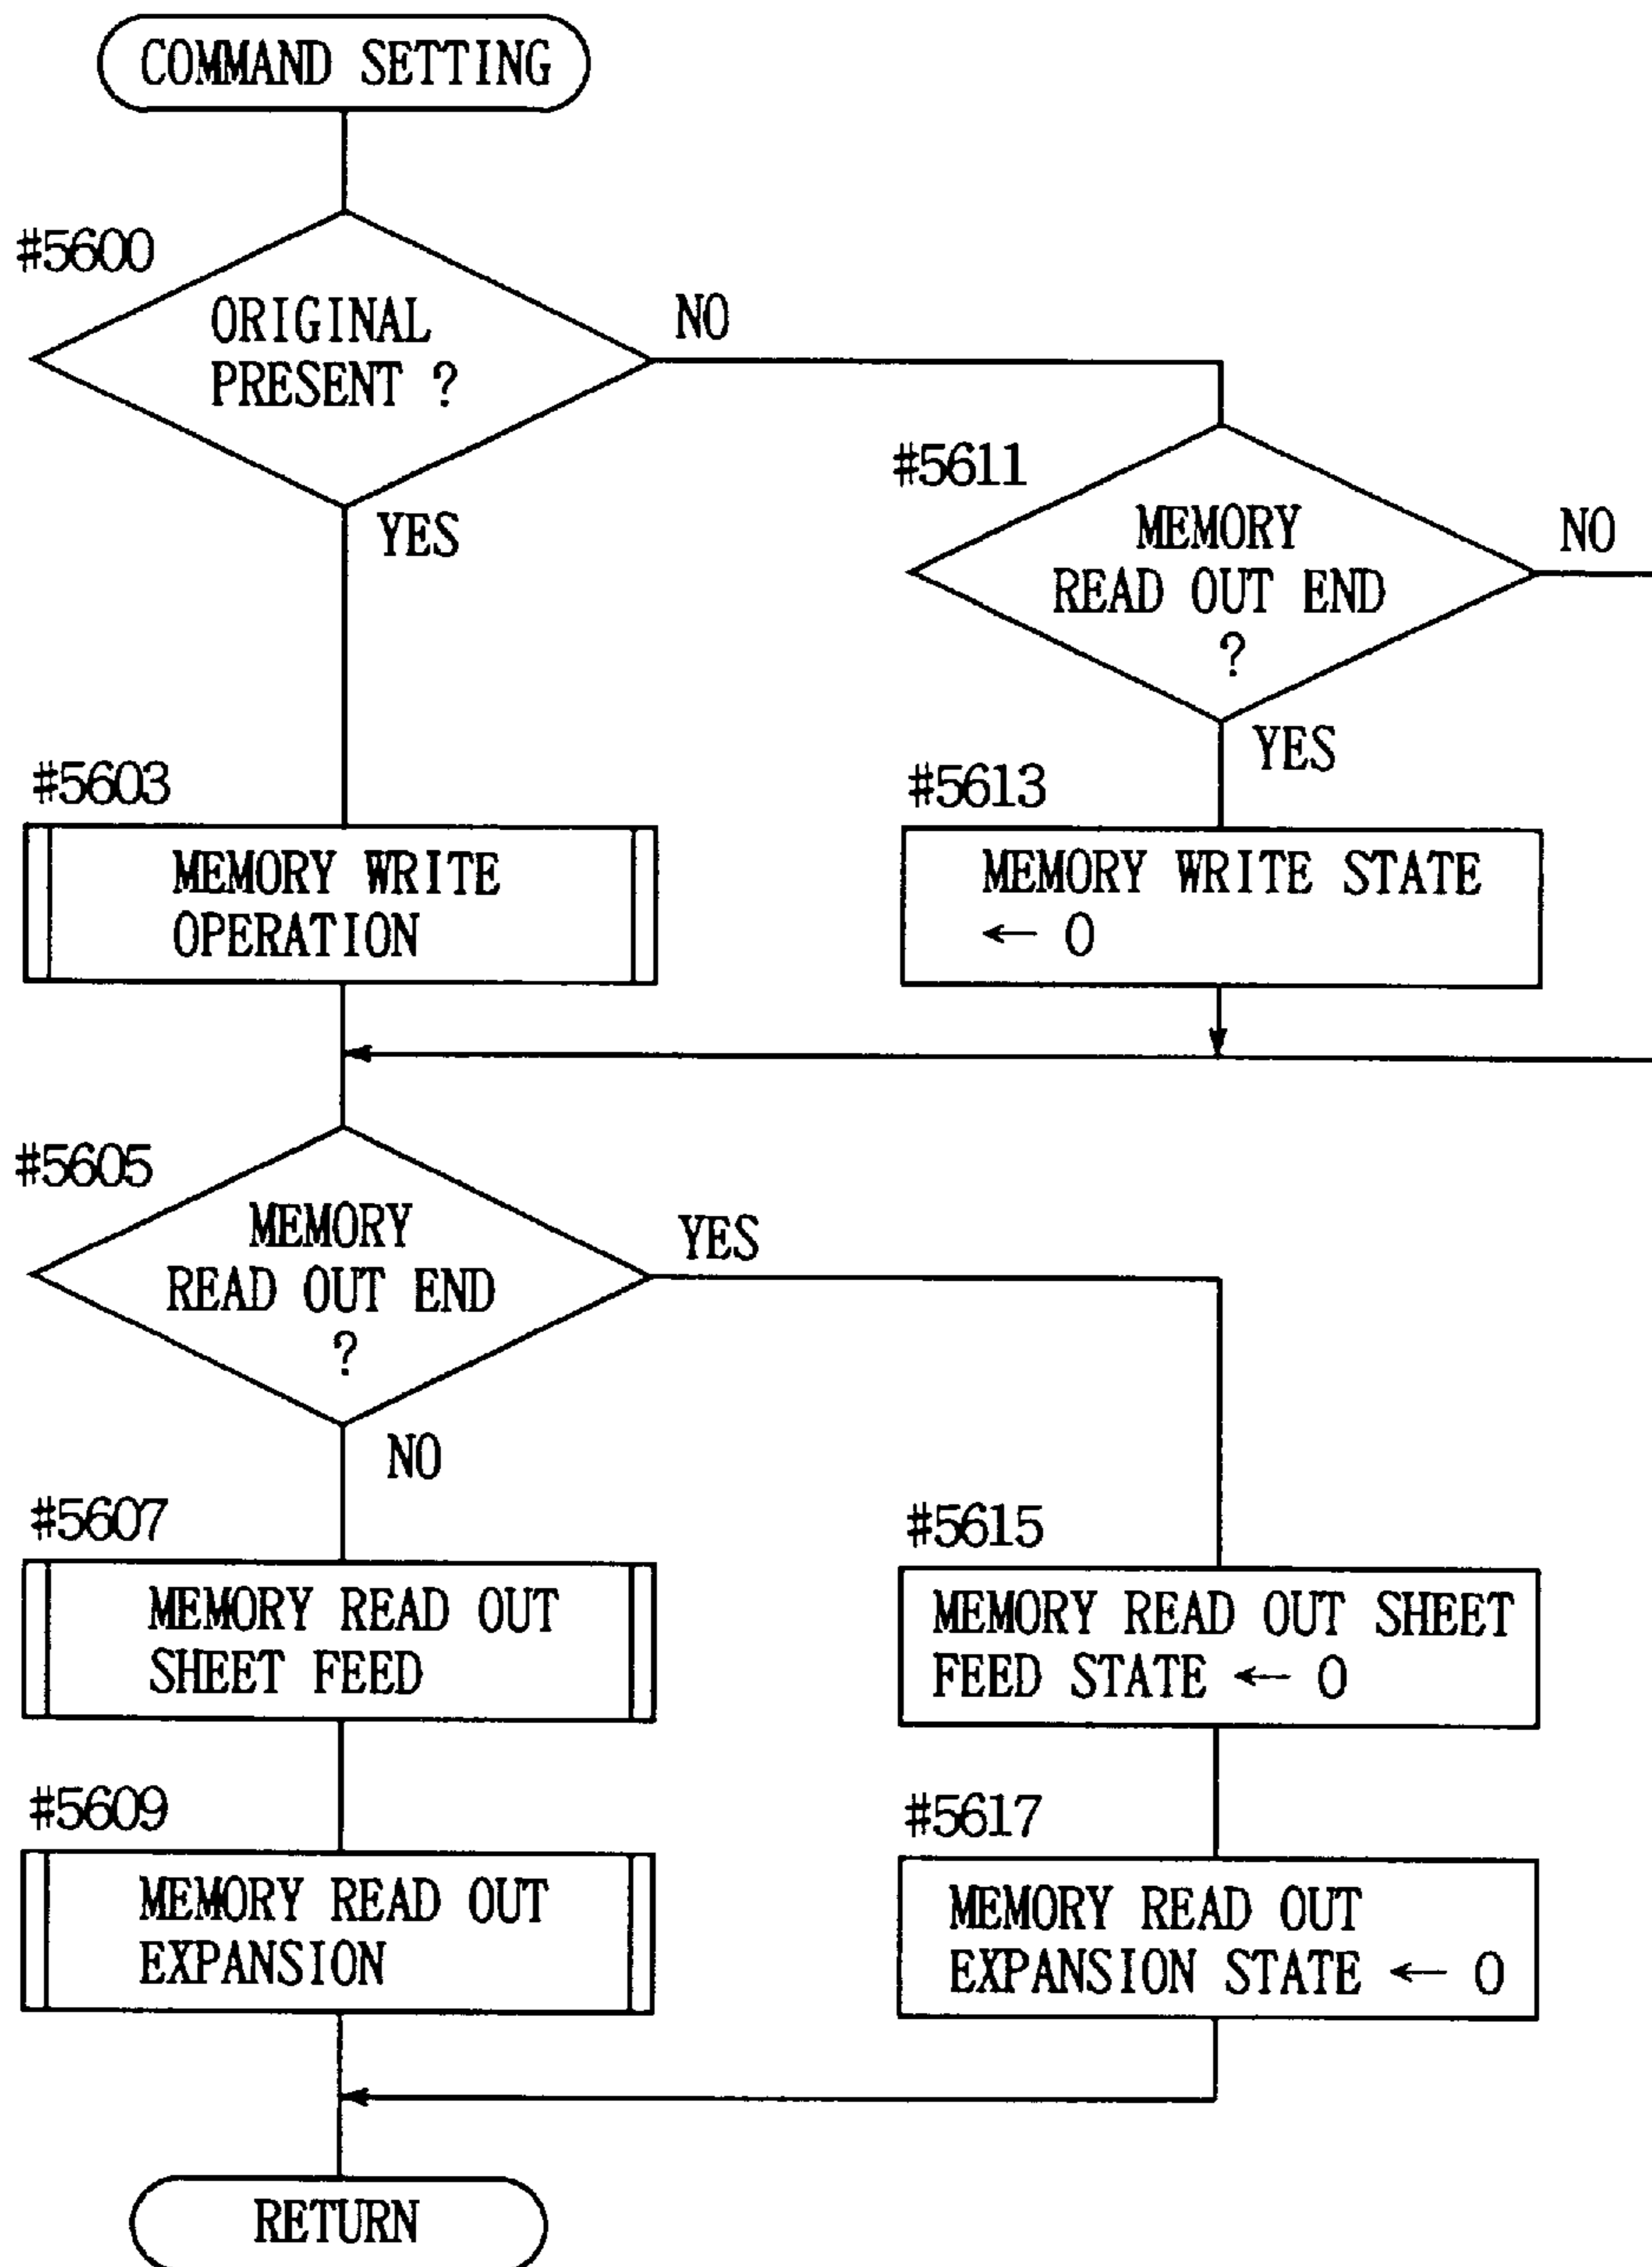 COMMAND SETTING
#5600
ORIGINAL
PRESENT ?
NO
YES
#5611
MEMORY
READ OUT END
?
NO
YES
#5603
MEMORY WRITE
OPERATION
#5613
MEMORY WRITE STATE
← 0
#5605
MEMORY
READ OUT END
?
YES
NO
#5607
MEMORY READ OUT
SHEET FEED
#5615
MEMORY READ OUT SHEET
FEED STATE ← 0
#5609
MEMORY READ OUT
EXPANSION
#5617
MEMORY READ OUT
EXPANSION STATE ← 0
RETURN